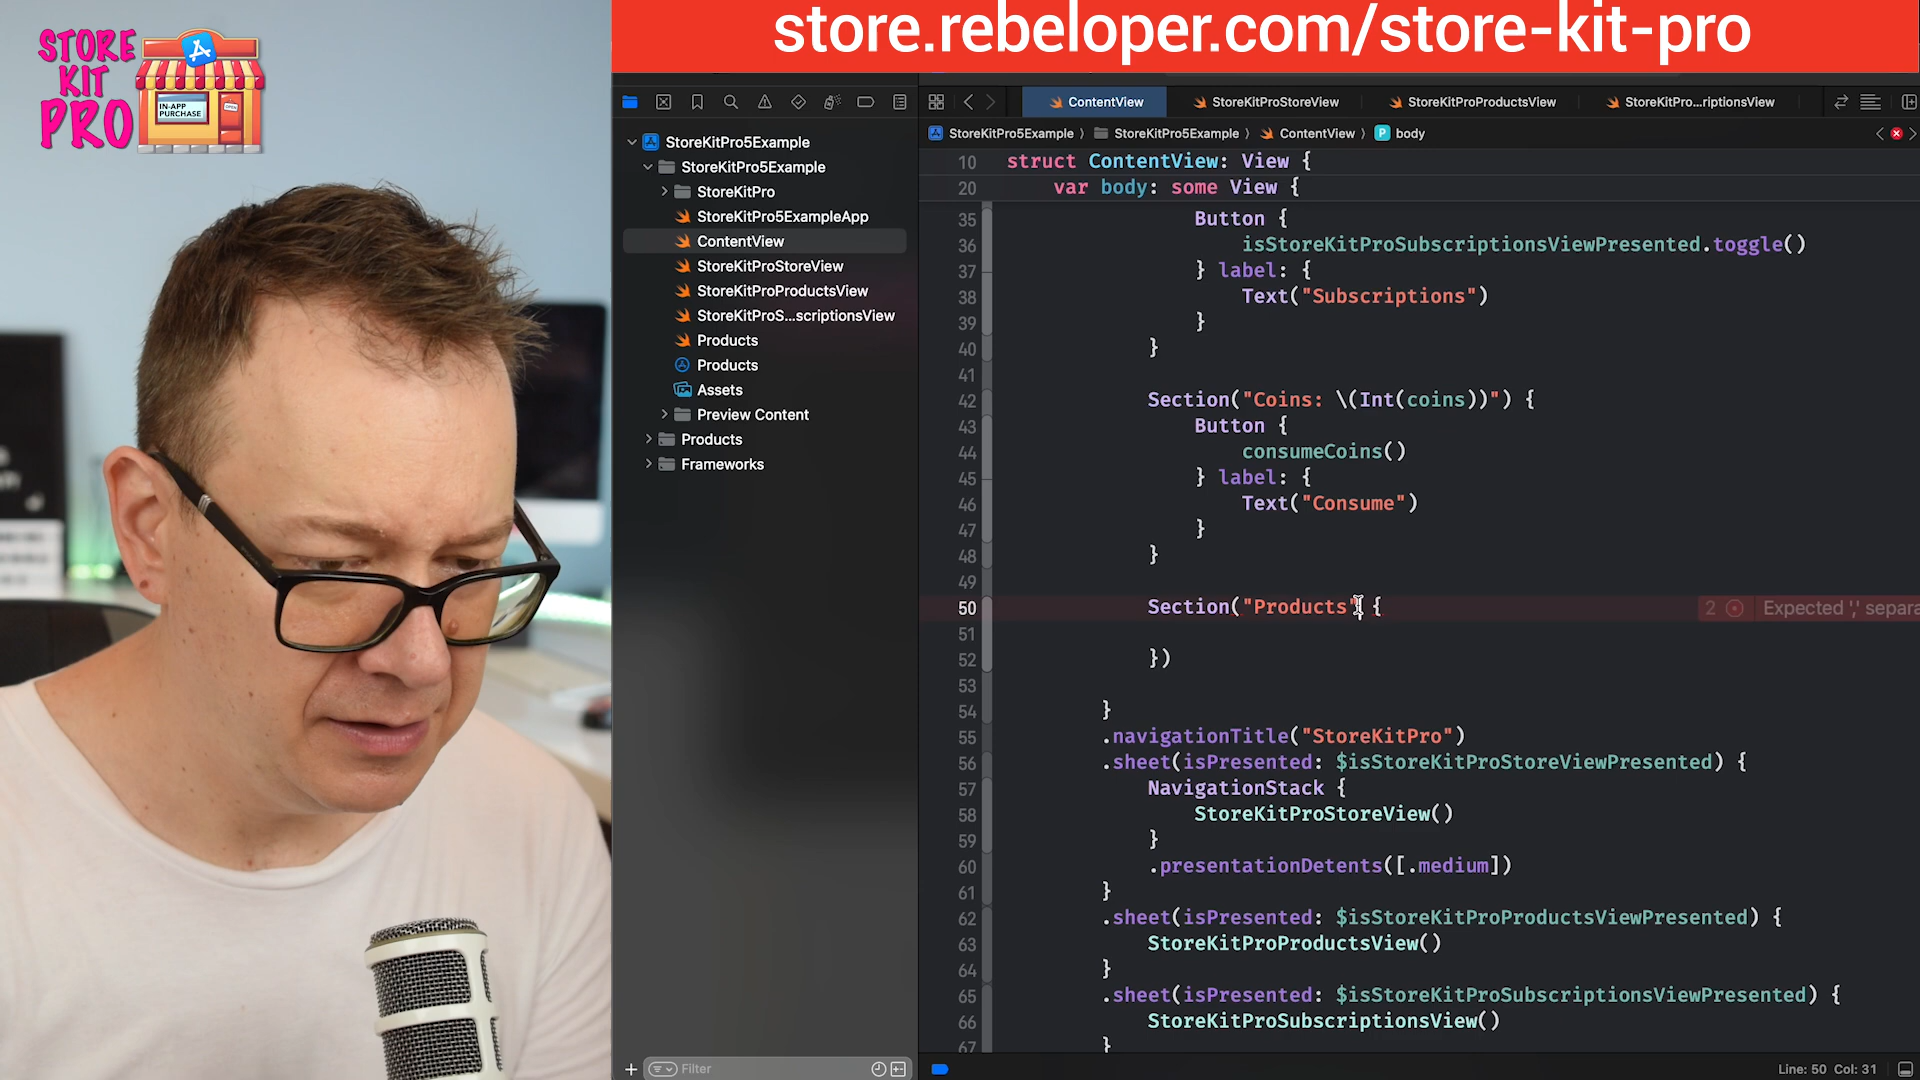 store.rebeloper.com/store-kit-pro
STORE
KIT
PRO
IN-APP
PURCHASE
OPEN
ContentView
StoreKitProStoreView
StoreKitProProductsView
StoreKitPro...riptionsView
StoreKitPro5Example
StoreKitPro5Example
StoreKitPro
StoreKitPro5ExampleApp
ContentView
StoreKitProStoreView
StoreKitProProductsView
StoreKitProS...scriptionsView
Products
Products
Assets
Preview Content
Products
Frameworks
Filter
StoreKitPro5Example 〉 StoreKitPro5Example 〉 ContentView 〉 P body
10 struct ContentView: View {
20 var body: some View {
35 Button {
36 isStoreKitProSubscriptionsViewPresented.toggle()
37 } label: {
38 Text("Subscriptions")
39 }
40 }
41
42 Section("Coins: \(Int(coins))") {
43 Button {
44 consumeCoins()
45 } label: {
46 Text("Consume")
47 }
48 }
49
50 Section("Products" { 2 Expected ',' separa
51
52 })
53
54 }
55 .navigationTitle("StoreKitPro")
56 .sheet(isPresented: $isStoreKitProStoreViewPresented) {
57 NavigationStack {
58 StoreKitProStoreView()
59 }
60 .presentationDetents([.medium])
61 }
62 .sheet(isPresented: $isStoreKitProProductsViewPresented) {
63 StoreKitProProductsView()
64 }
65 .sheet(isPresented: $isStoreKitProSubscriptionsViewPresented) {
66 StoreKitProSubscriptionsView()
67 }
Line: 50 Col: 31